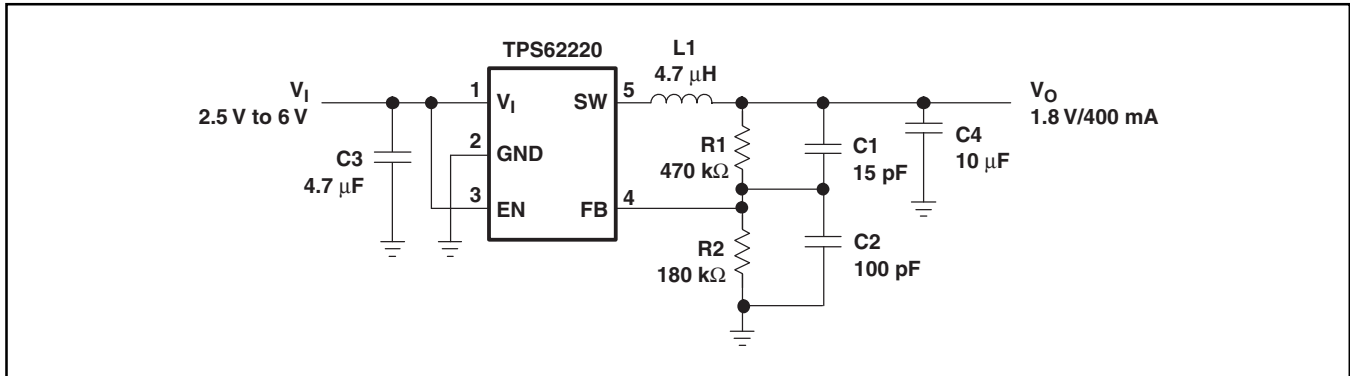 TPS62220
L1
4.7 μH
V_I
2.5 V to 6 V
1
V_I
SW
5
V_O
1.8 V/400 mA
C3
4.7 μF
2
GND
3
EN
FB
4
R1
470 kΩ
C1
15 pF
C4
10 μF
R2
180 kΩ
C2
100 pF